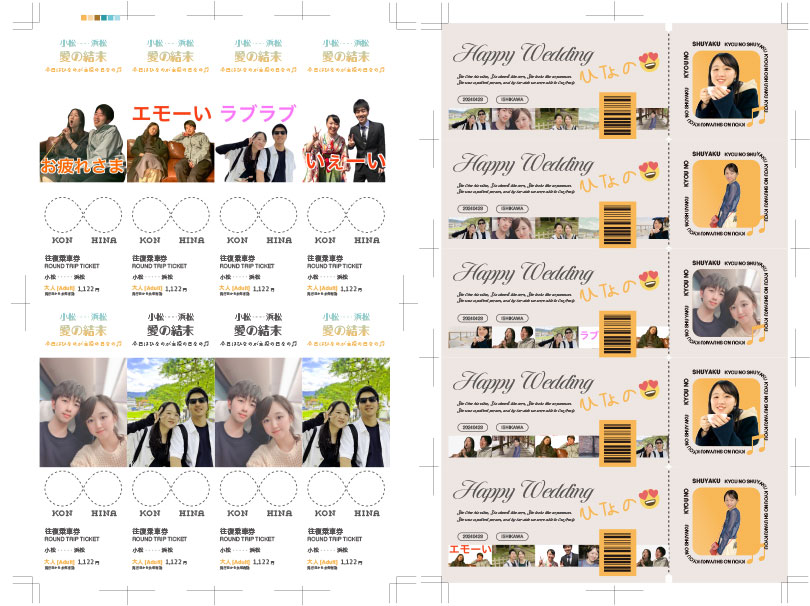 小松・・・・浜松
愛の結末
今日はひなのが主役の日なの♫
小松・・・・浜松
愛の結末
今日はひなのが主役の日なの♫
小松・・・・浜松
愛の結末
今日はひなのが主役の日なの♫
小松・・・・浜松
愛の結末
今日はひなのが主役の日なの♫
お疲れさま
エモーい
ラブラブ
いえーい
KON HINA
KON HINA
KON HINA
KON HINA
往復乗車券
ROUND TRIP TICKET
小松・・・・・浜松
大人 [Adult] 1,122円
往復乗車券
ROUND TRIP TICKET
小松・・・・・浜松
大人 [Adult] 1,122円
往復乗車券
ROUND TRIP TICKET
小松・・・・・浜松
大人 [Adult] 1,122円
往復乗車券
ROUND TRIP TICKET
小松・・・・・浜松
大人 [Adult] 1,122円
小松・・・・浜松
愛の結末
今日はひなのが主役の日なの♫
小松・・・・浜松
愛の結末
今日はひなのが主役の日なの♫
小松・・・・浜松
愛の結末
今日はひなのが主役の日なの♫
小松・・・・浜松
愛の結末
今日はひなのが主役の日なの♫
KON HINA
KON HINA
KON HINA
KON HINA
往復乗車券
ROUND TRIP TICKET
小松・・・・・浜松
大人 [Adult] 1,122円
往復乗車券
ROUND TRIP TICKET
小松・・・・・浜松
大人 [Adult] 1,122円
往復乗車券
ROUND TRIP TICKET
小松・・・・・浜松
大人 [Adult] 1,122円
往復乗車券
ROUND TRIP TICKET
小松・・・・・浜松
大人 [Adult] 1,122円
Happy Wedding
ひなの
20240428 ISHIKAWA
KYOU NO SHUYAKU
Happy Wedding
ひなの
20240428 ISHIKAWA
KYOU NO SHUYAKU
Happy Wedding
ひなの
20240428 ISHIKAWA
ラブ
KYOU NO SHUYAKU
Happy Wedding
ひなの
20240428 ISHIKAWA
KYOU NO SHUYAKU
Happy Wedding
ひなの
20240428 ISHIKAWA
エモーい
KYOU NO SHUYAKU